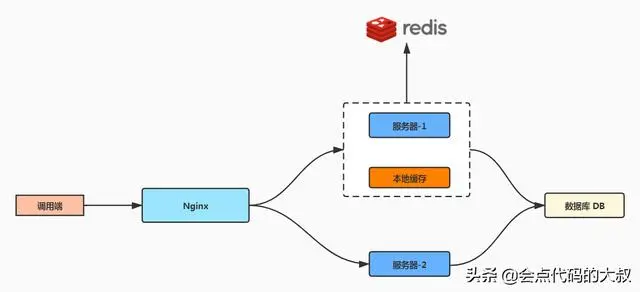 redis
服务器-1
本地缓存
调用端
Nginx
数据库 DB
服务器-2
头条 @会点代码的大叔